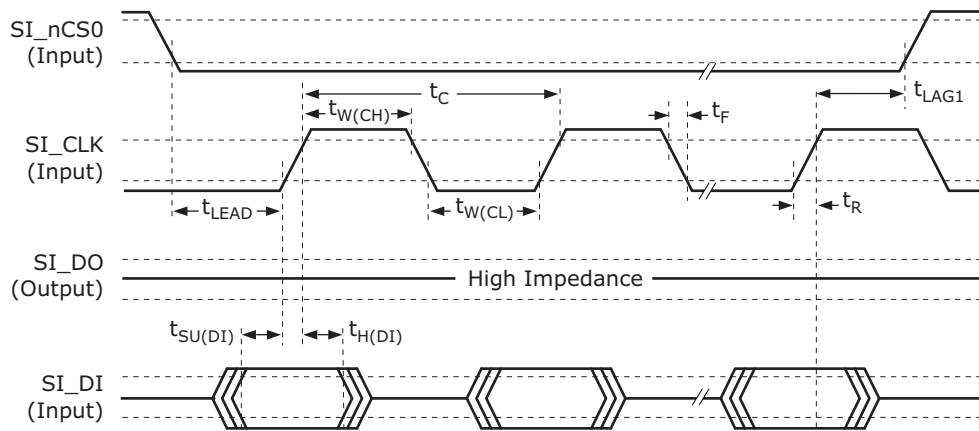 SI_nCS0
(Input)
tC
tLAG1
tW(CH)
tF
SI_CLK
(Input)
tLEAD
tW(CL)
tR
SI_DO
(Output)
High Impedance
tSU(DI)
tH(DI)
SI_DI
(Input)